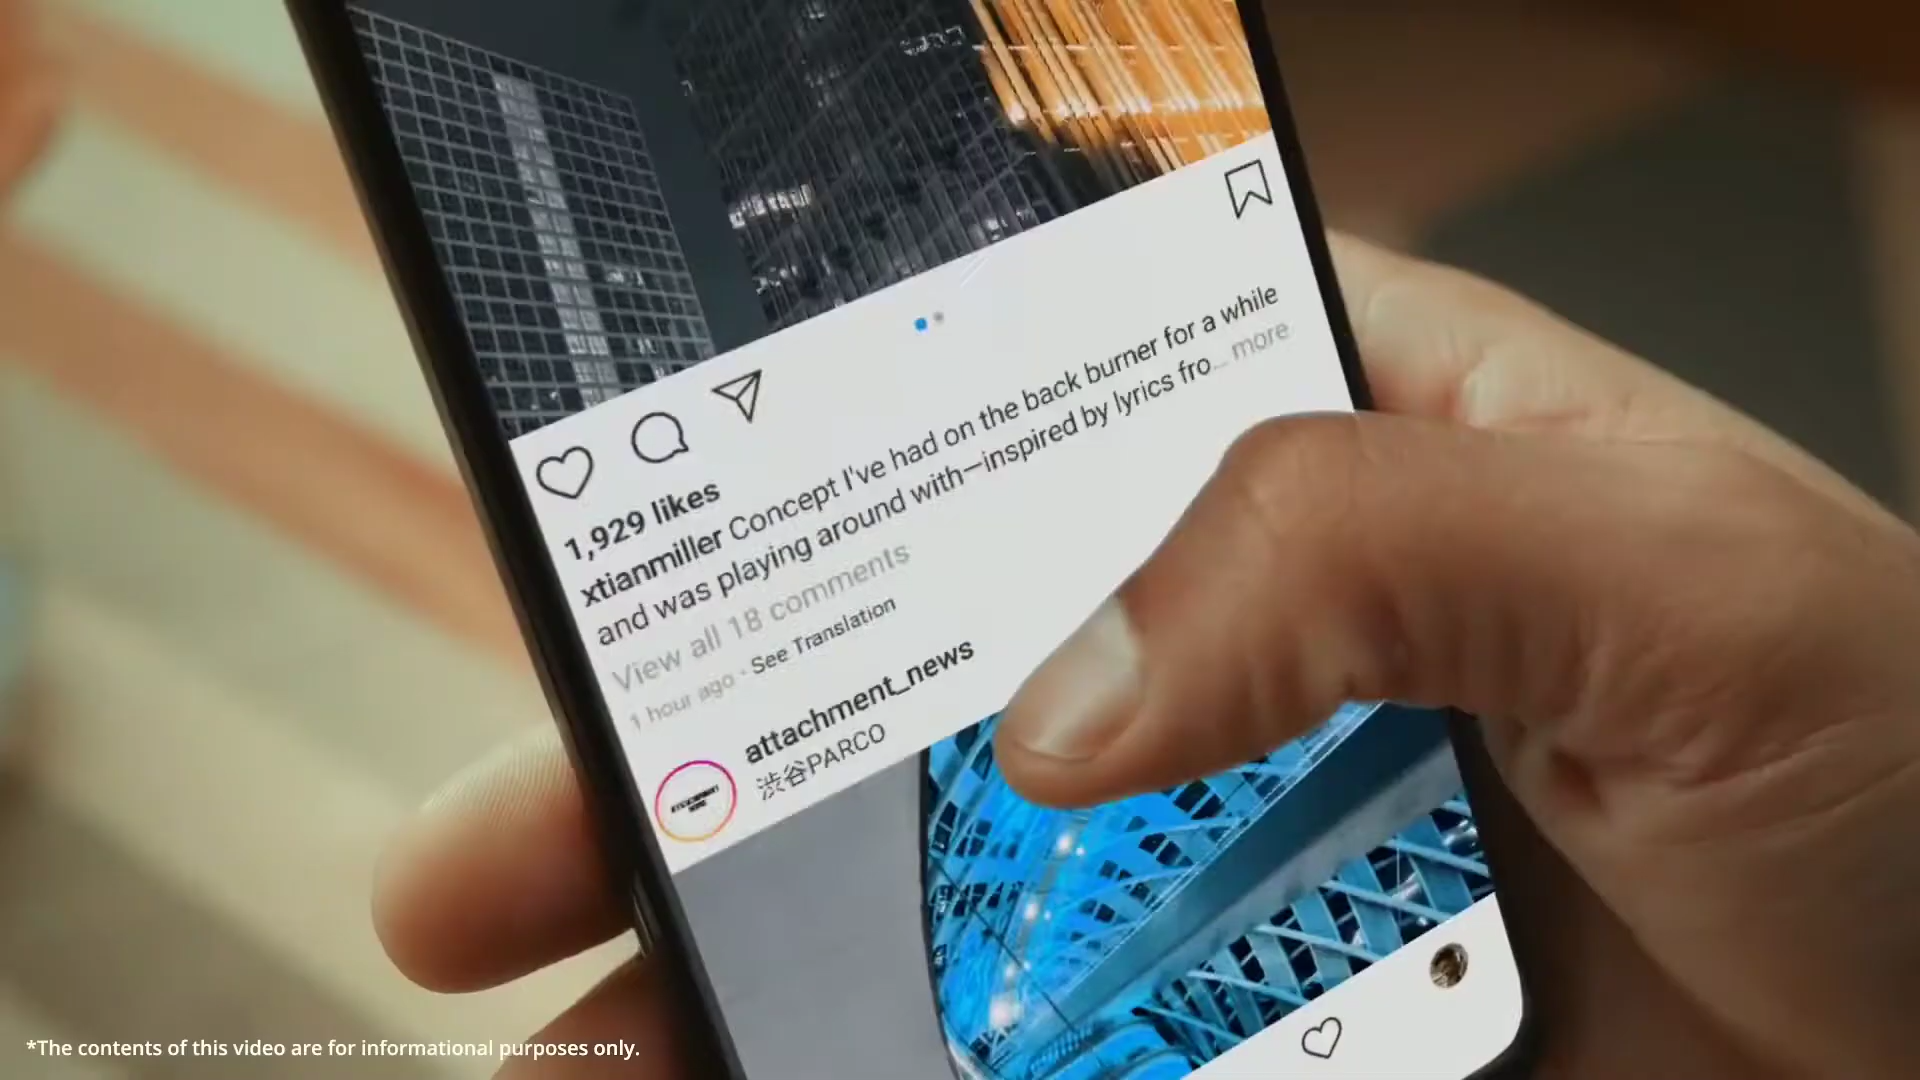 1,929 likes
xtianmiller Concept I've had on the back burner for a while
and was playing around with—inspired by lyrics fro... more
View all 18 comments
1 hour ago · See Translation
attachment_news
渋谷PARCO
*The contents of this video are for informational purposes only.